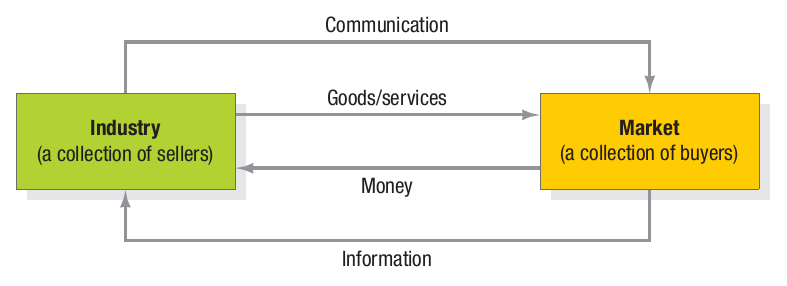 Communication
Goods/services
Industry
(a collection of sellers)
Market
(a collection of buyers)
Money
Information